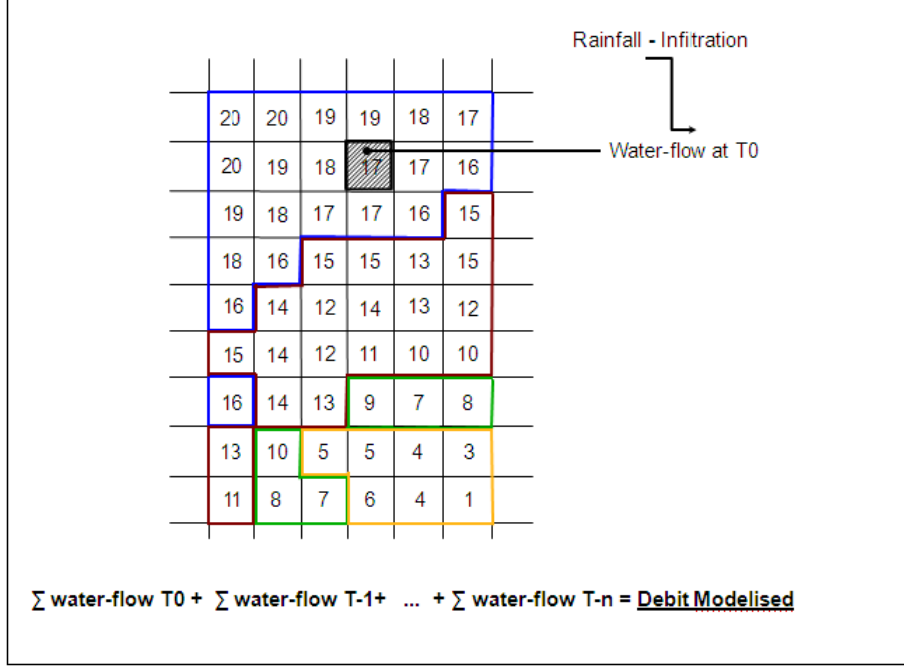 Rainfall - Infiltration
20 20 19 19 18 17
Water-flow at T0
20 19 18 17 17 16
19 18 17 17 16 15
18 16 15 15 13 15
16 14 12 14 13 12
15 14 12 11 10 10
16 14 13 9 7 8
13 10 5 5 4 3
11 8 7 6 4 1
∑ water-flow T0 + ∑ water-flow T-1+ ... + ∑ water-flow T-n = Debit Modelised